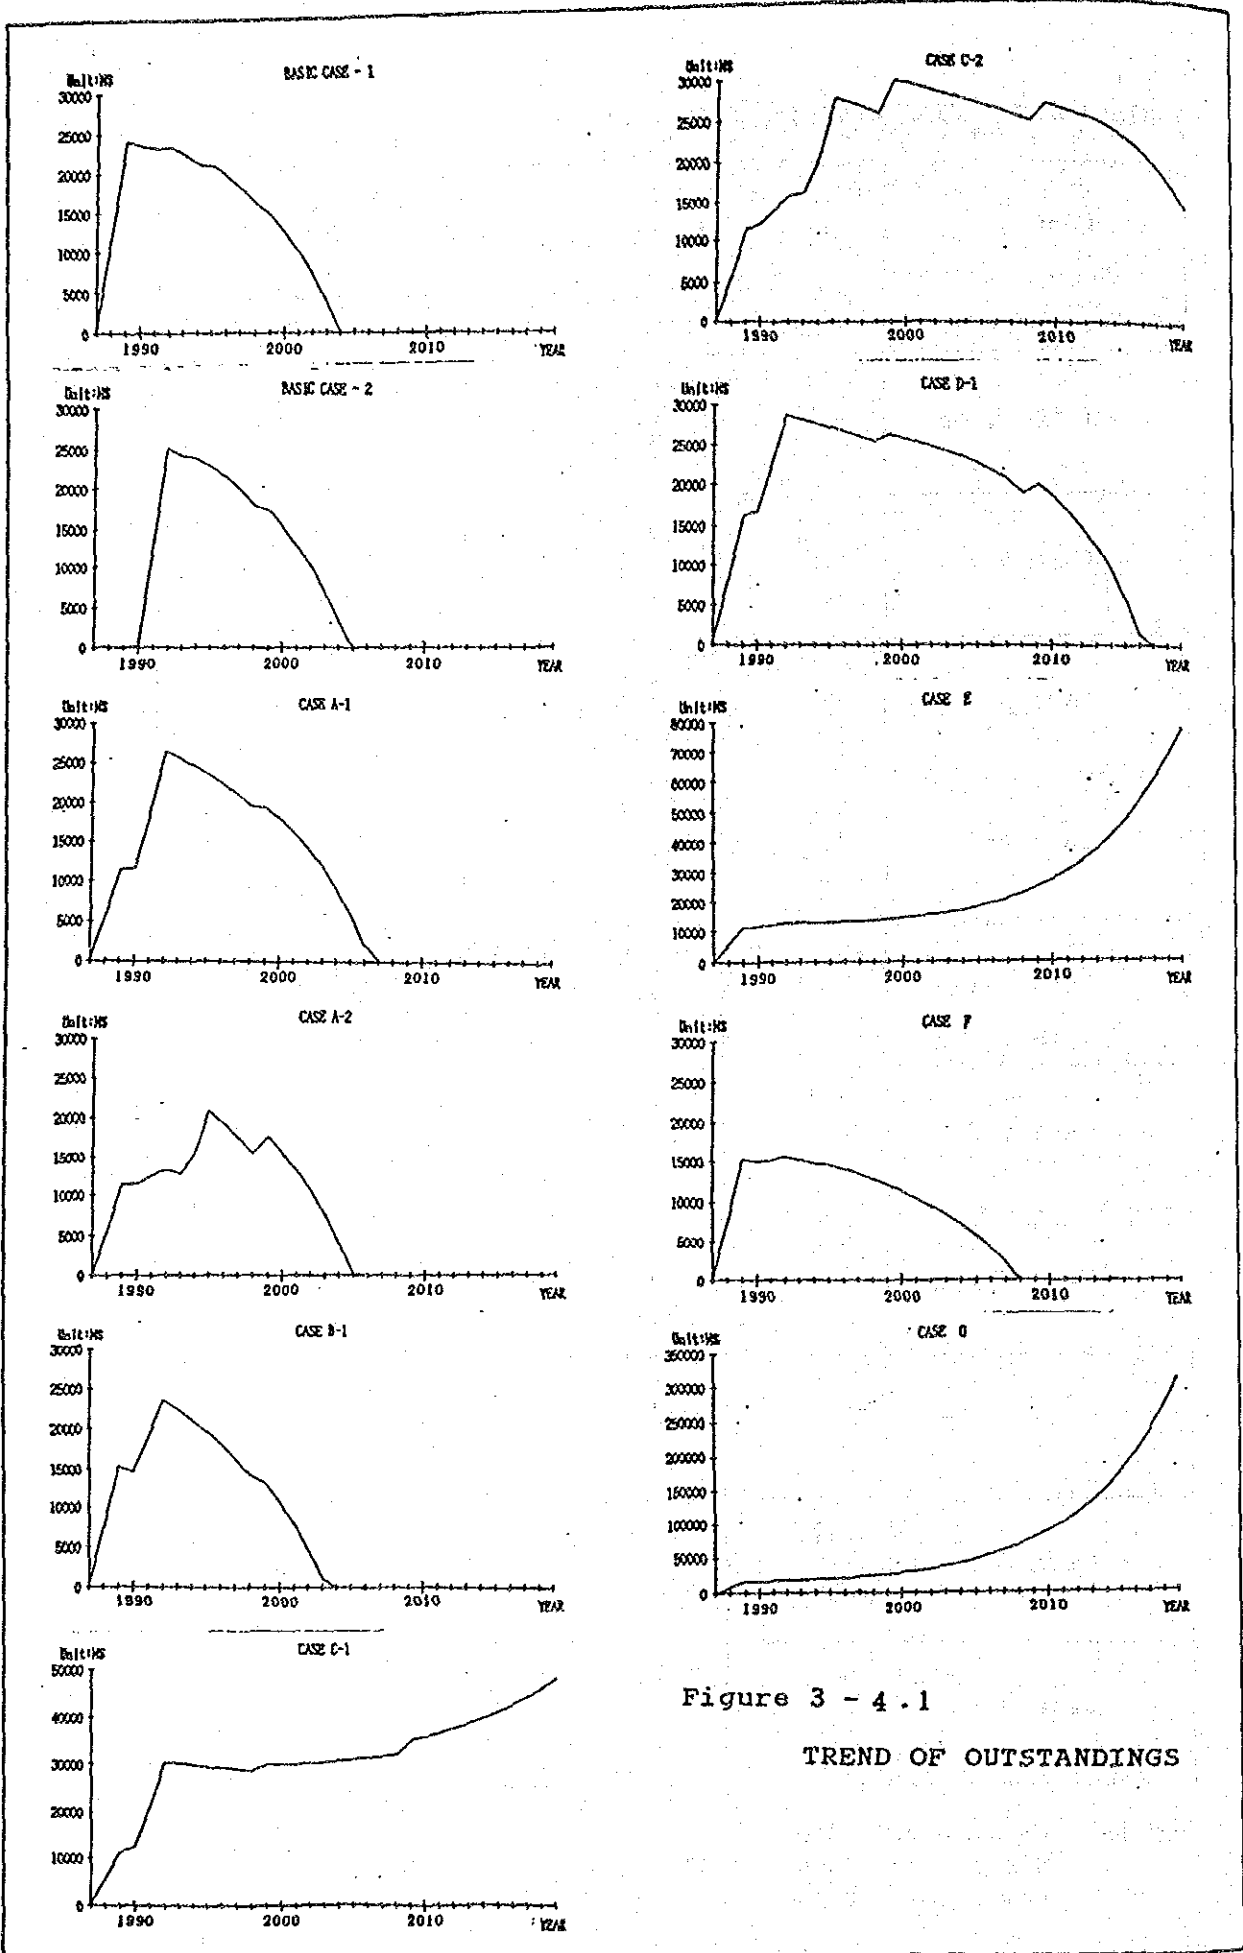 BASIC CASE - 1
Unit:M$
30000
25000
20000
15000
10000
5000
0
1990 2000 2010 YEAR
BASIC CASE - 2
Unit:M$
30000
25000
20000
15000
10000
5000
0
1990 2000 2010 YEAR
CASE A-1
Unit:M$
30000
25000
20000
15000
10000
5000
0
1990 2000 2010 YEAR
CASE A-2
Unit:M$
30000
25000
20000
15000
10000
5000
0
1990 2000 2010 YEAR
CASE B-1
Unit:M$
30000
25000
20000
15000
10000
5000
0
1990 2000 2010 YEAR
CASE C-1
Unit:M$
50000
40000
30000
20000
10000
0
1990 2000 2010 YEAR
CASE C-2
Unit:M$
30000
25000
20000
15000
10000
5000
0
1990 2000 2010 YEAR
CASE D-1
Unit:M$
30000
25000
20000
15000
10000
5000
0
1990 2000 2010 YEAR
CASE E
Unit:M$
80000
70000
60000
50000
40000
30000
20000
10000
0
1990 2000 2010 YEAR
CASE F
Unit:M$
30000
25000
20000
15000
10000
5000
0
1990 2000 2010 YEAR
CASE G
Unit:M$
350000
300000
250000
200000
150000
100000
50000
0
1990 2000 2010 YEAR
Figure 3 - 4.1
TREND OF OUTSTANDINGS